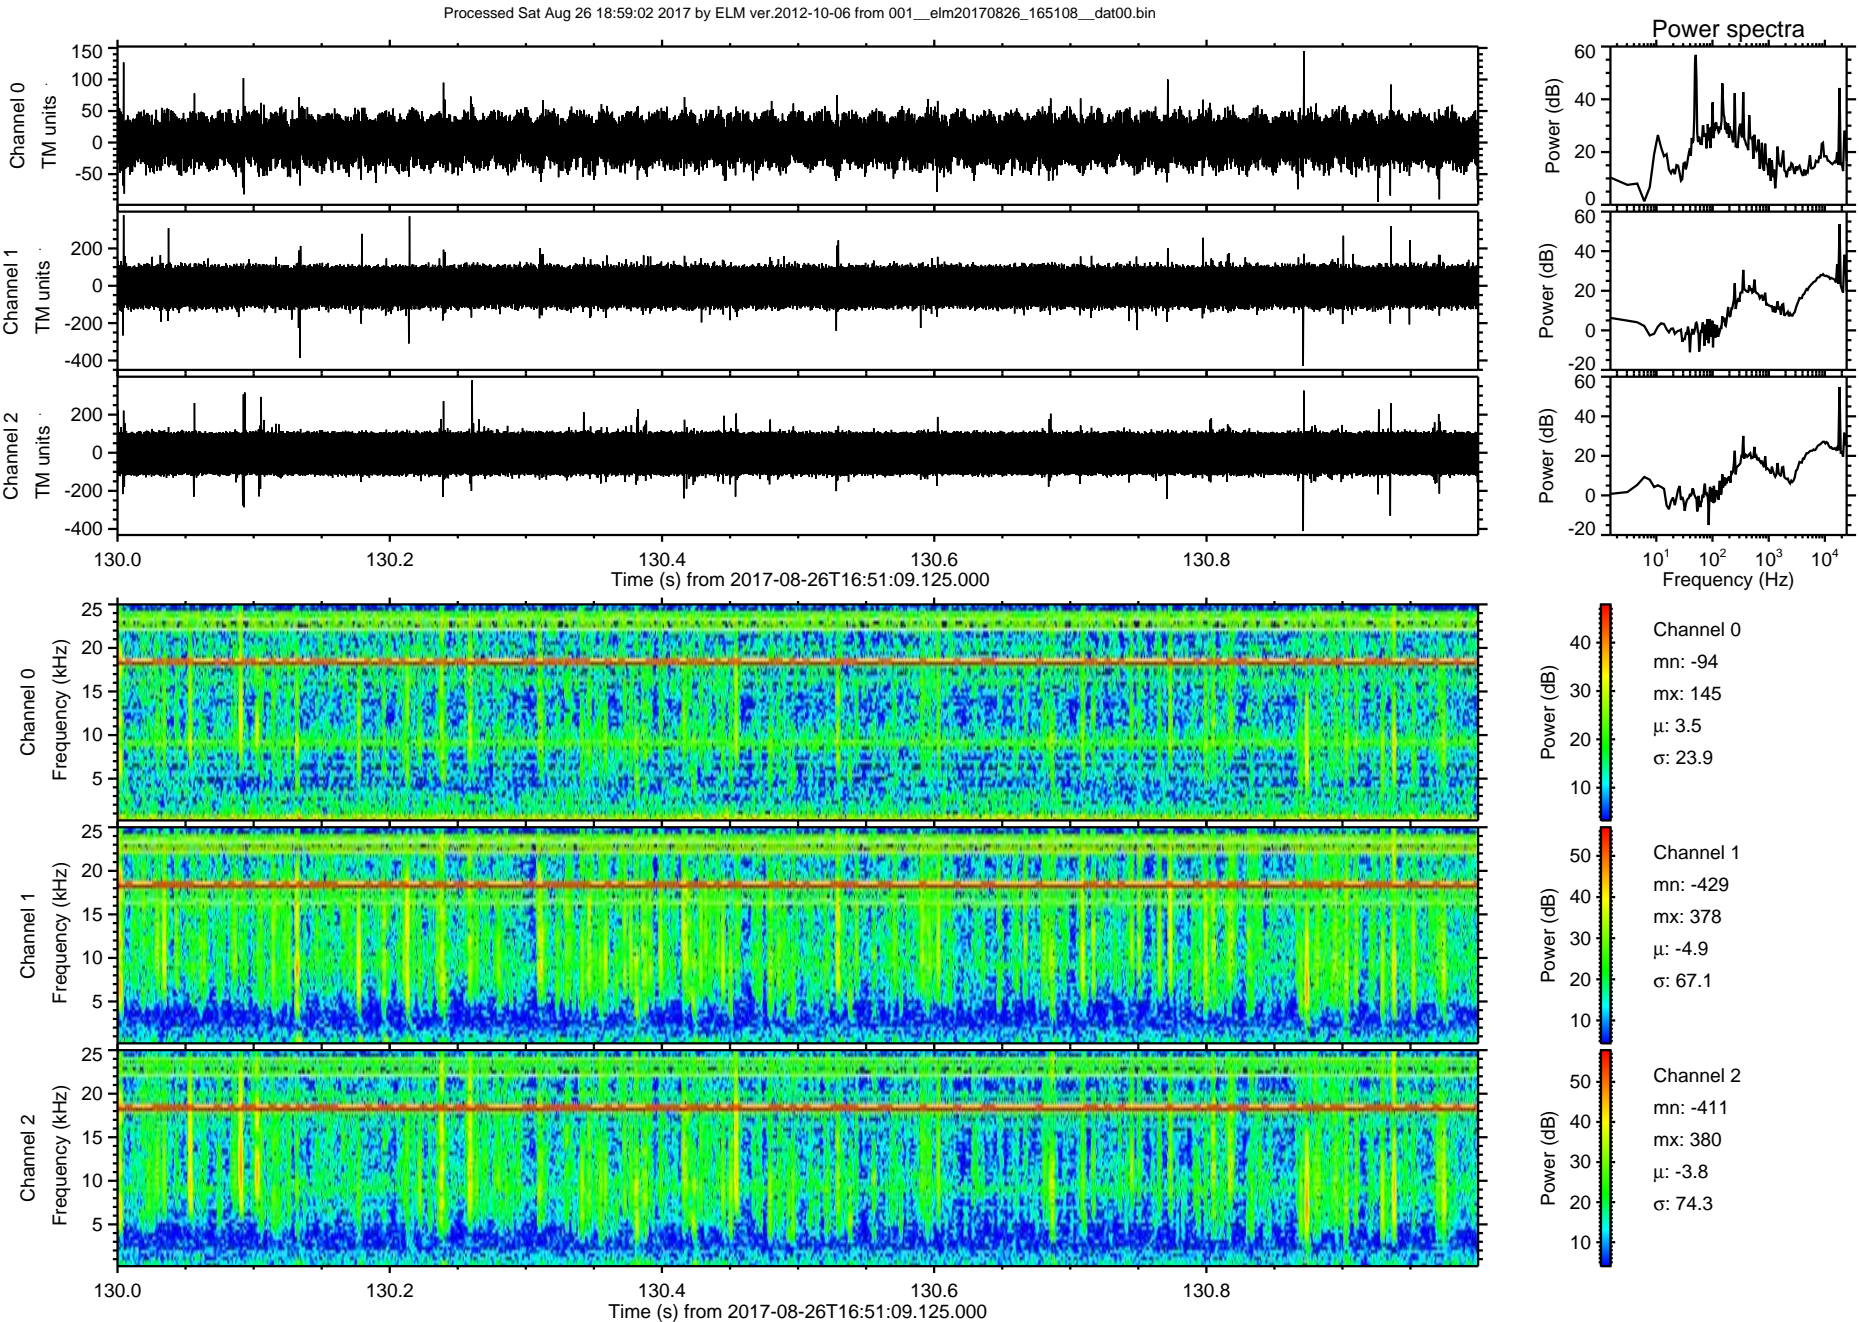 Processed Sat Aug 26 18:59:02 2017 by ELM ver.2012-10-06 from 001__elm20170826_165108__dat00.bin
Power spectra
Channel 0
TM units
150
100
50
0
-50
Power (dB)
60
40
20
0
Channel 1
TM units
200
0
-200
-400
Power (dB)
60
40
20
0
-20
Channel 2
TM units
200
0
-200
-400
Power (dB)
60
40
20
0
-20
130.0
130.2
130.4
130.6
130.8
Time (s) from 2017-08-26T16:51:09.125.000
10¹
10²
10³
10⁴
Frequency (Hz)
Channel 0
Frequency (kHz)
25
20
15
10
5
Power (dB)
40
30
20
10
Channel 0
mn: -94
mx: 145
μ: 3.5
σ: 23.9
Channel 1
Frequency (kHz)
25
20
15
10
5
Power (dB)
50
40
30
20
10
Channel 1
mn: -429
mx: 378
μ: -4.9
σ: 67.1
Channel 2
Frequency (kHz)
25
20
15
10
5
Power (dB)
50
40
30
20
10
Channel 2
mn: -411
mx: 380
μ: -3.8
σ: 74.3
130.0
130.2
130.4
130.6
130.8
Time (s) from 2017-08-26T16:51:09.125.000